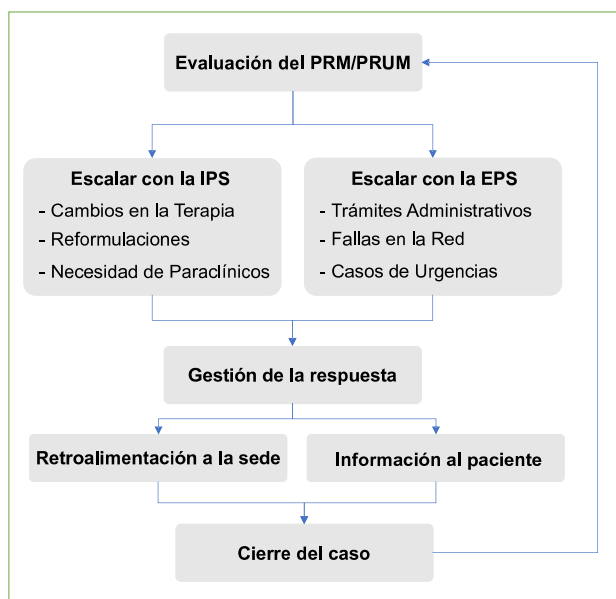 Evaluación del PRM/PRUM
Escalar con la IPS
- Cambios en la Terapia
- Reformulaciones
- Necesidad de Paraclínicos
Escalar con la EPS
- Trámites Administrativos
- Fallas en la Red
- Casos de Urgencias
Gestión de la respuesta
Retroalimentación a la sede
Información al paciente
Cierre del caso